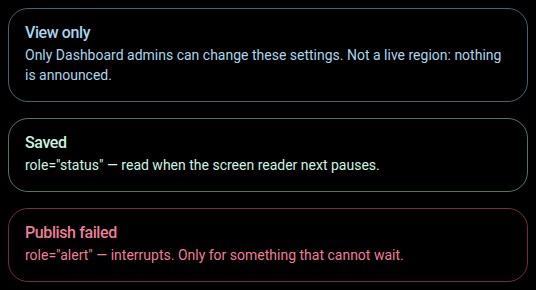 View only
Only Dashboard admins can change these settings. Not a live region: nothing
is announced.
Saved
role="status" — read when the screen reader next pauses.
Publish failed
role="alert" — interrupts. Only for something that cannot wait.